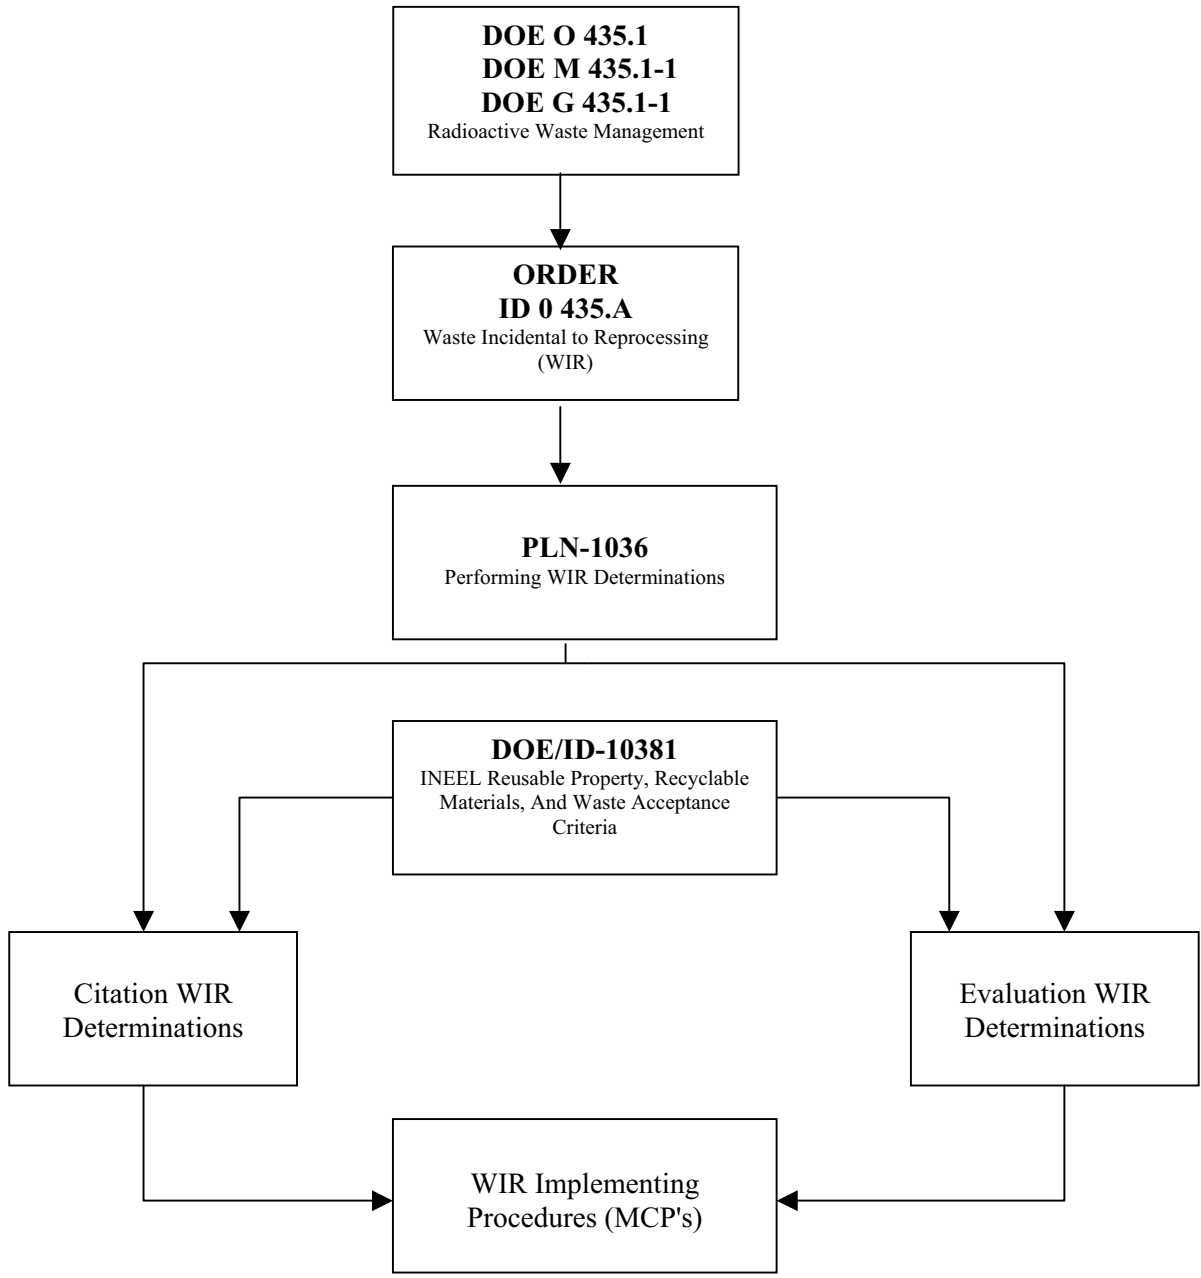 DOE O 435.1
DOE M 435.1-1
DOE G 435.1-1
Radioactive Waste Management
ORDER
ID 0 435.A
Waste Incidental to Reprocessing
(WIR)
PLN-1036
Performing WIR Determinations
DOE/ID-10381
INEEL Reusable Property, Recyclable
Materials, And Waste Acceptance
Criteria
Citation WIR
Determinations
Evaluation WIR
Determinations
WIR Implementing
Procedures (MCP's)